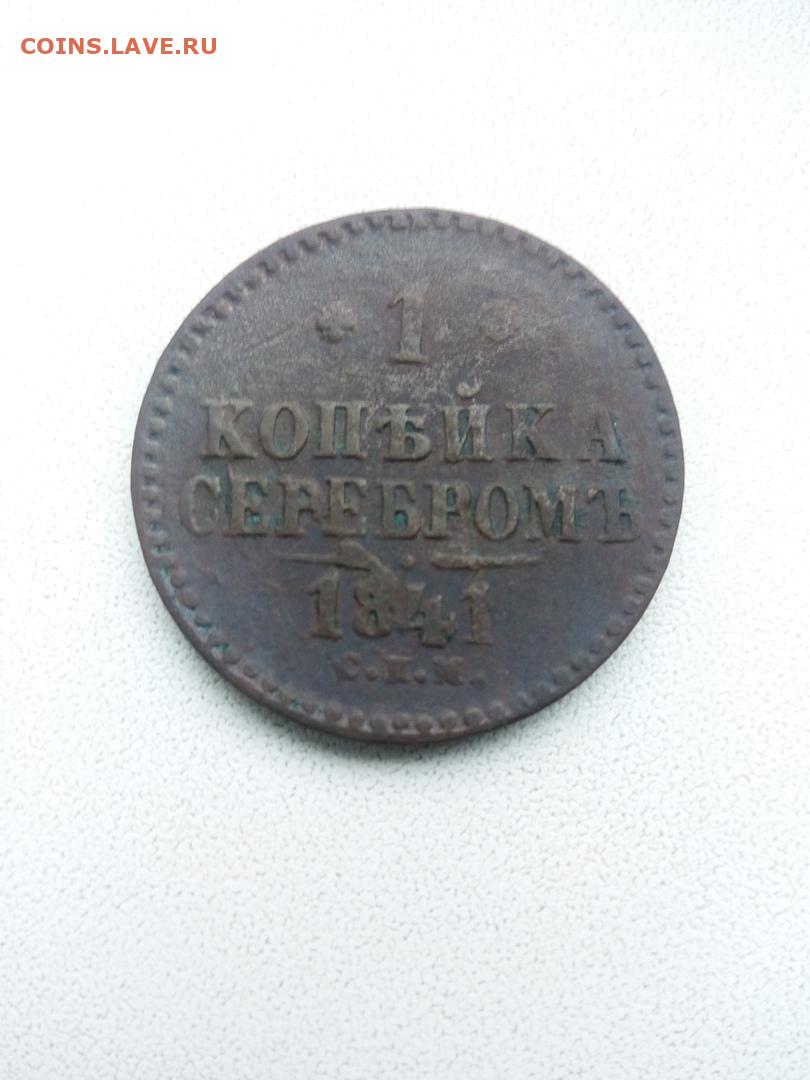 COINS.LAVE.RU
1
КОПѢЙКА
СЕРЕБРОМЪ
1841
С.П.М.